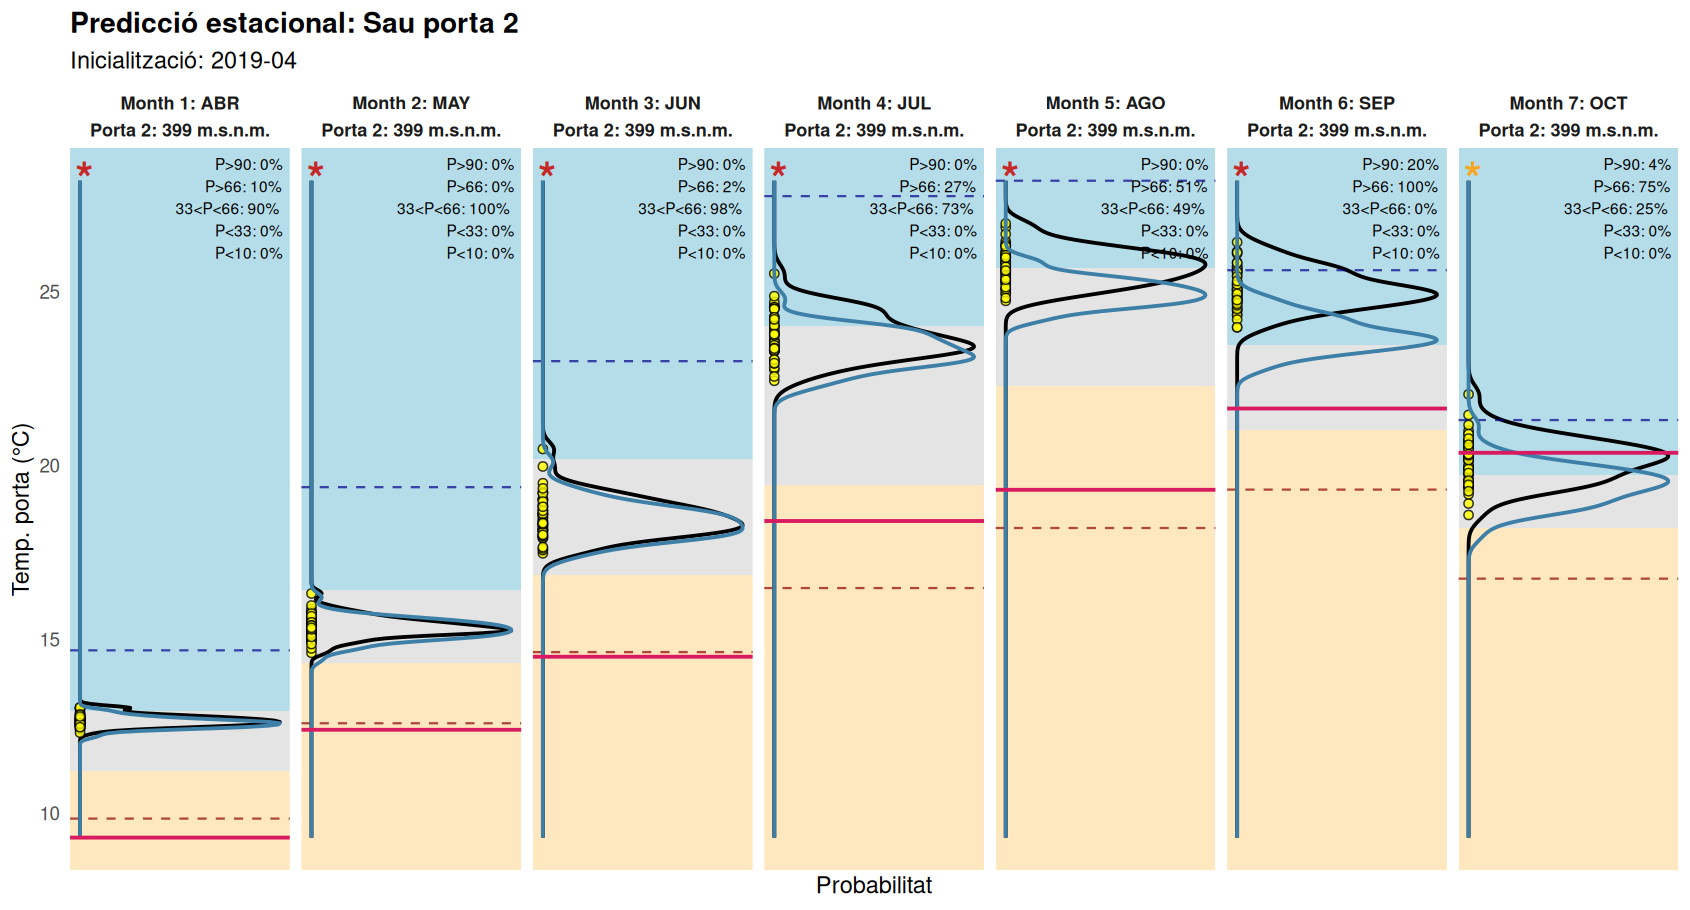 Predicció estacional: Sau porta 2
Inicialització: 2019-04
Month 1: ABR
Porta 2: 399 m.s.n.m.
P>90: 0%
P>66: 10%
33<P<66: 90%
P<33: 0%
P<10: 0%
Month 2: MAY
Porta 2: 399 m.s.n.m.
P>90: 0%
P>66: 0%
33<P<66: 100%
P<33: 0%
P<10: 0%
Month 3: JUN
Porta 2: 399 m.s.n.m.
P>90: 0%
P>66: 2%
33<P<66: 98%
P<33: 0%
P<10: 0%
Month 4: JUL
Porta 2: 399 m.s.n.m.
P>90: 0%
P>66: 27%
33<P<66: 73%
P<33: 0%
P<10: 0%
Month 5: AGO
Porta 2: 399 m.s.n.m.
P>90: 0%
P>66: 51%
33<P<66: 49%
P<33: 0%
P<10: 0%
Month 6: SEP
Porta 2: 399 m.s.n.m.
P>90: 20%
P>66: 100%
33<P<66: 0%
P<33: 0%
P<10: 0%
Month 7: OCT
Porta 2: 399 m.s.n.m.
P>90: 4%
P>66: 75%
33<P<66: 25%
P<33: 0%
P<10: 0%
Temp. porta (°C)
25
20
15
10
Probabilitat